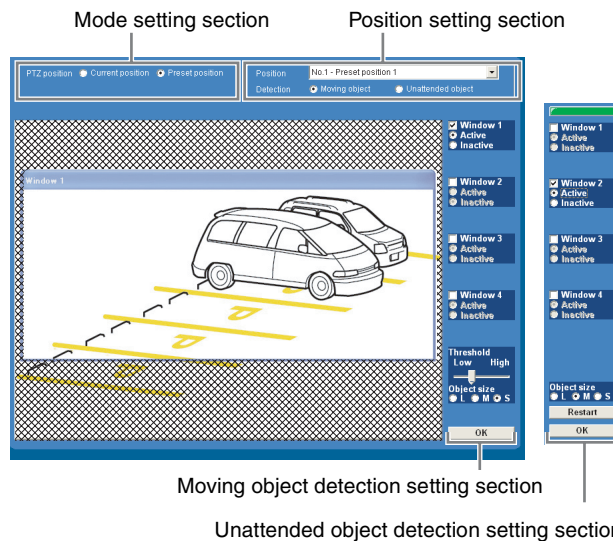 Mode setting section
Position setting section
PTZ position Current position Preset position
Position No.1 - Preset position 1
Detection Moving object Unattended object
Window 1
Window 1
Active
Inactive
Window 2
Active
Inactive
Window 3
Active
Inactive
Window 4
Active
Inactive
Threshold
Low High
Object size
L M S
OK
Window 1
Active
Inactive
Window 2
Active
Inactive
Window 3
Active
Inactive
Window 4
Active
Inactive
Object size
L M S
Restart
OK
P
P
Moving object detection setting section
Unattended object detection setting section